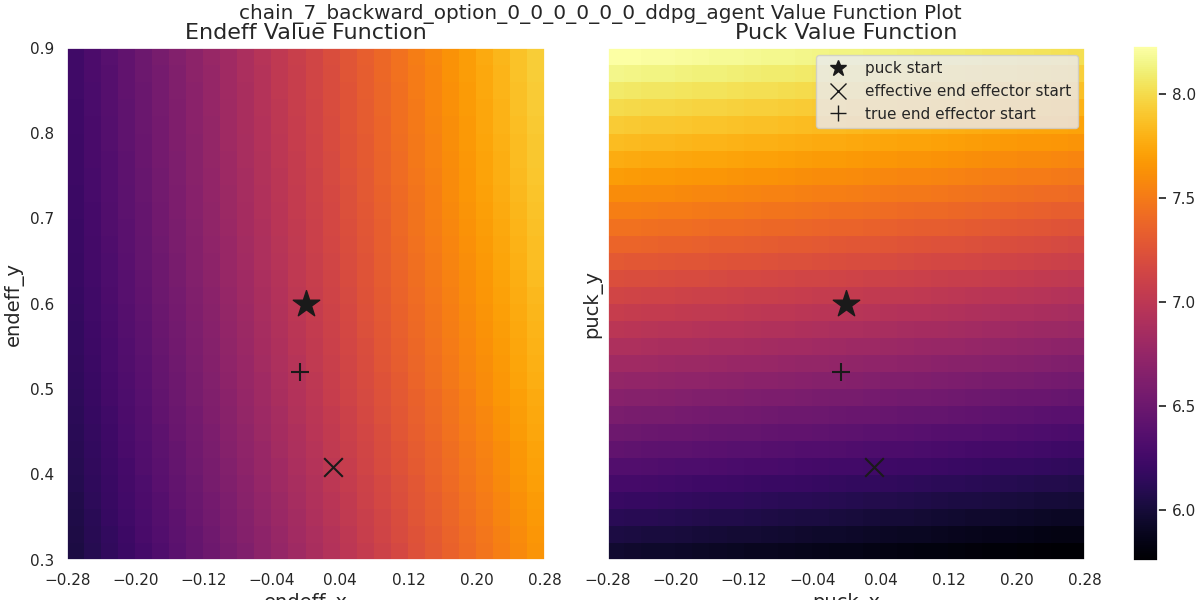 chain_7_backward_option_0_0_0_0_0_0_ddpg_agent Value Function Plot
Endeff Value Function
Puck Value Function
puck start
effective end effector start
true end effector start
endeff_y
0.9
0.8
0.7
0.6
0.5
0.4
0.3
−0.28 −0.20 −0.12 −0.04 0.04 0.12 0.20 0.28
endeff_x
puck_y
−0.28 −0.20 −0.12 −0.04 0.04 0.12 0.20 0.28
puck_x
8.0
7.5
7.0
6.5
6.0